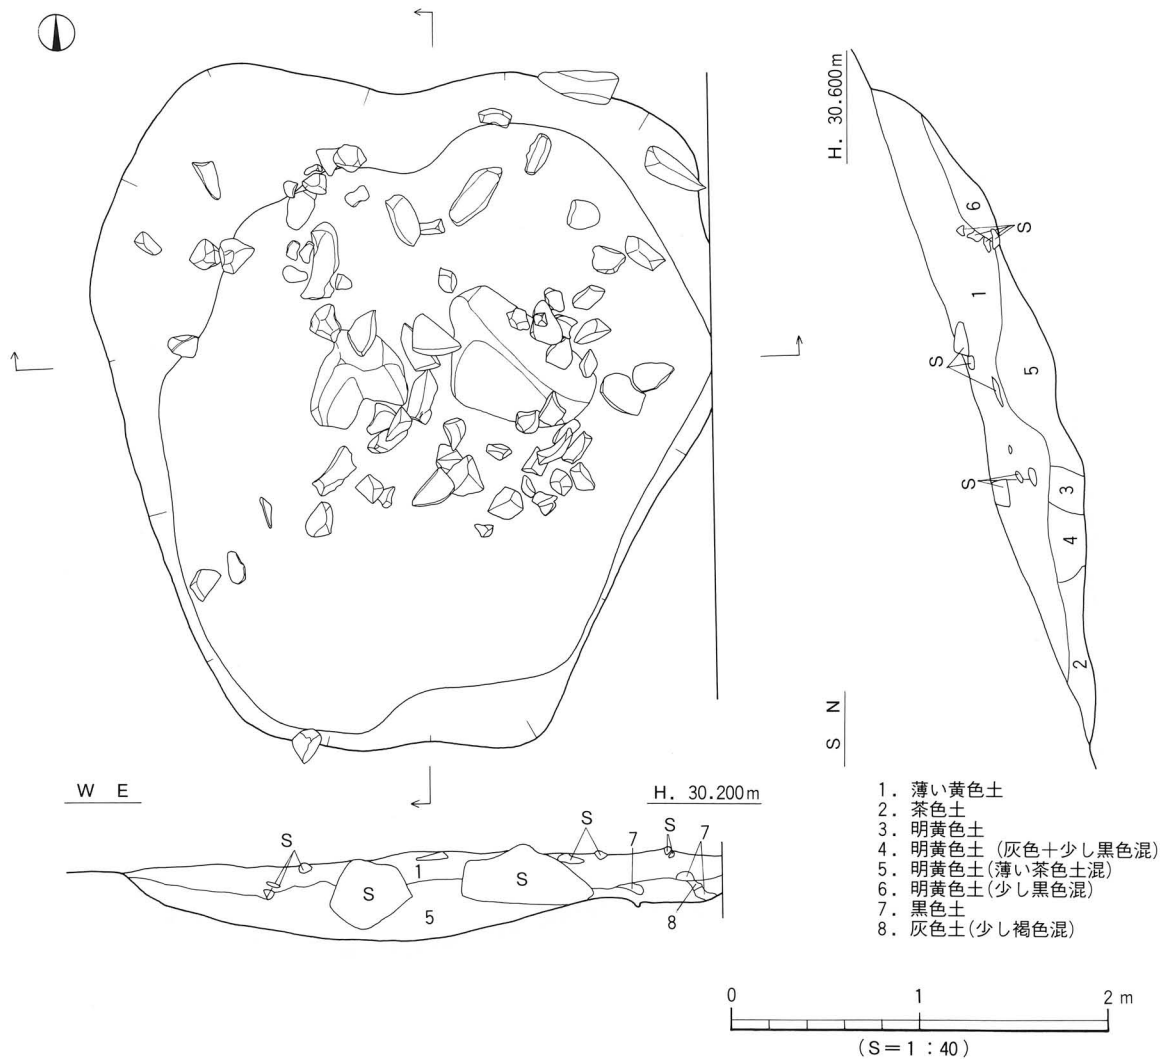 H. 30.600m
6
S
1
S
5
S
3
4
2
S N
W E
H. 30.200m
S
S
7
S
7
1
S
S
5
8
1. 薄い黄色土
2. 茶色土
3. 明黄色土
4. 明黄色土 (灰色+少し黒色混)
5. 明黄色土(薄い茶色土混)
6. 明黄色土(少し黒色混)
7. 黒色土
8. 灰色土(少し褐色混)
0 1 2 m
(S=1:40)